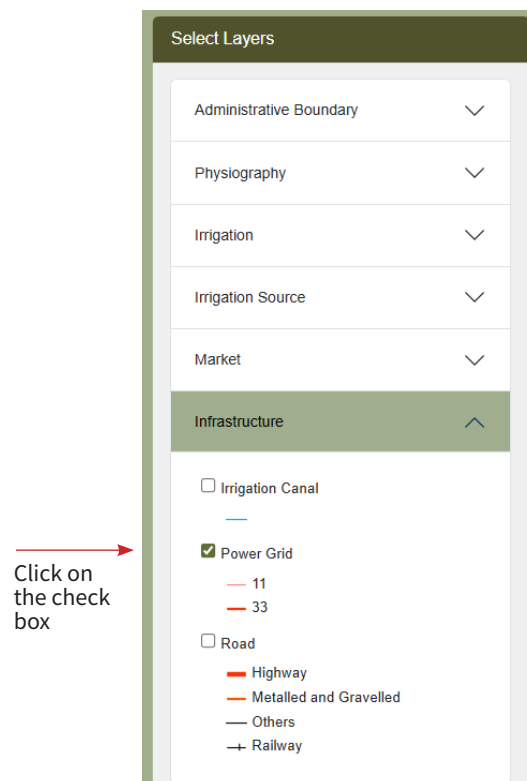 Select Layers
Administrative Boundary
Physiography
Irrigation
Irrigation Source
Market
Infrastructure
Irrigation Canal
Power Grid
11
33
Road
Highway
Metalled and Gravelled
Others
Railway
Click on
the check
box